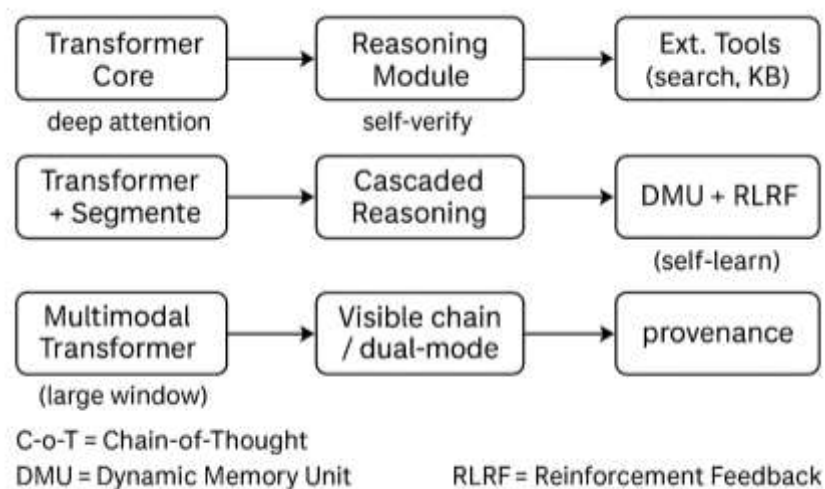 Transformer
Core
Reasoning
Module
Ext. Tools
(search, KB)
deep attention
self-verify
Transformer
+ Segmente
Cascaded
Reasoning
DMU + RLRF
(self-learn)
Multimodal
Transformer
Visible chain
/ dual-mode
provenance
(large window)
C-o-T = Chain-of-Thought
DMU = Dynamic Memory Unit
RLRF = Reinforcement Feedback